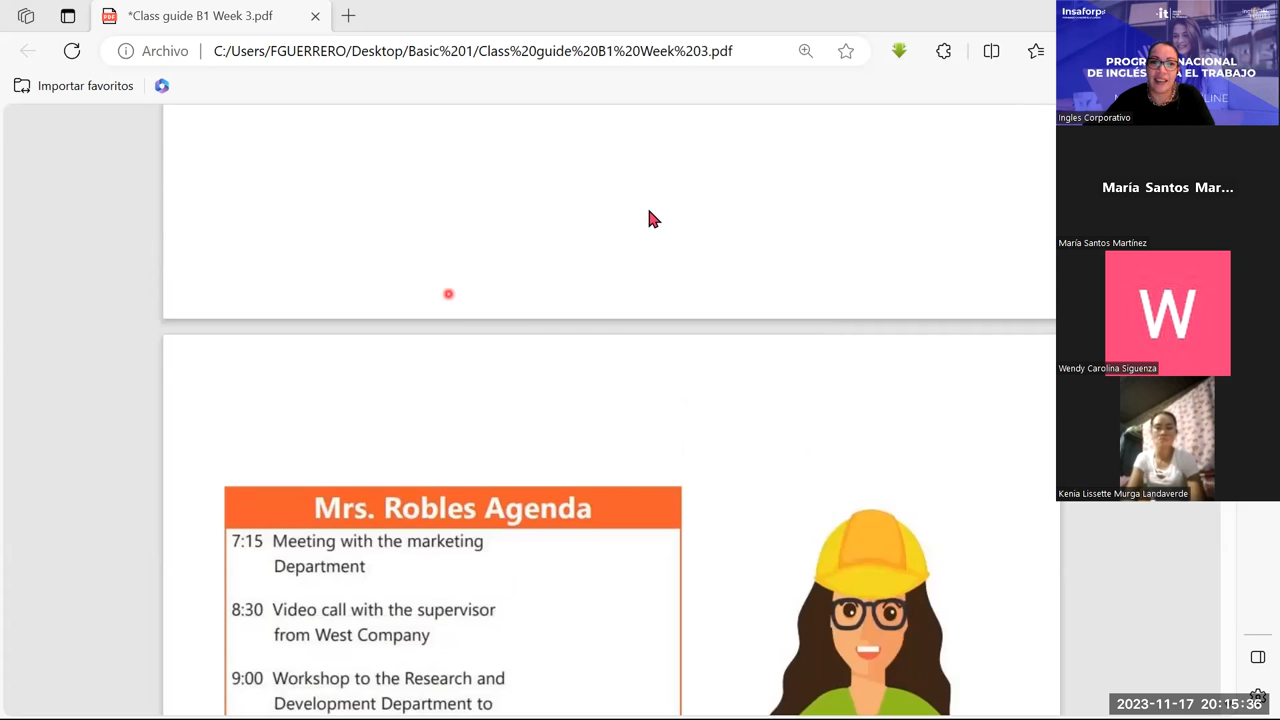 *Class guide B1 Week 3.pdf
Archivo
C:/Users/FGUERRERO/Desktop/Basic%201/Class%20guide%20B1%20Week%203.pdf
Importar favoritos
Mrs. Robles Agenda
7:15 Meeting with the marketing
Department
8:30 Video call with the supervisor
from West Company
9:00 Workshop to the Research and
Development Department to
Insaforp
NACIONAL
DE INGLÉS
EL TRABAJO
Ingles Corporativo
María Santos Mar...
María Santos Martínez
W
Wendy Carolina Siguenza
Kenia Lissette Murga Landaverde
2023-11-17 20:15:36